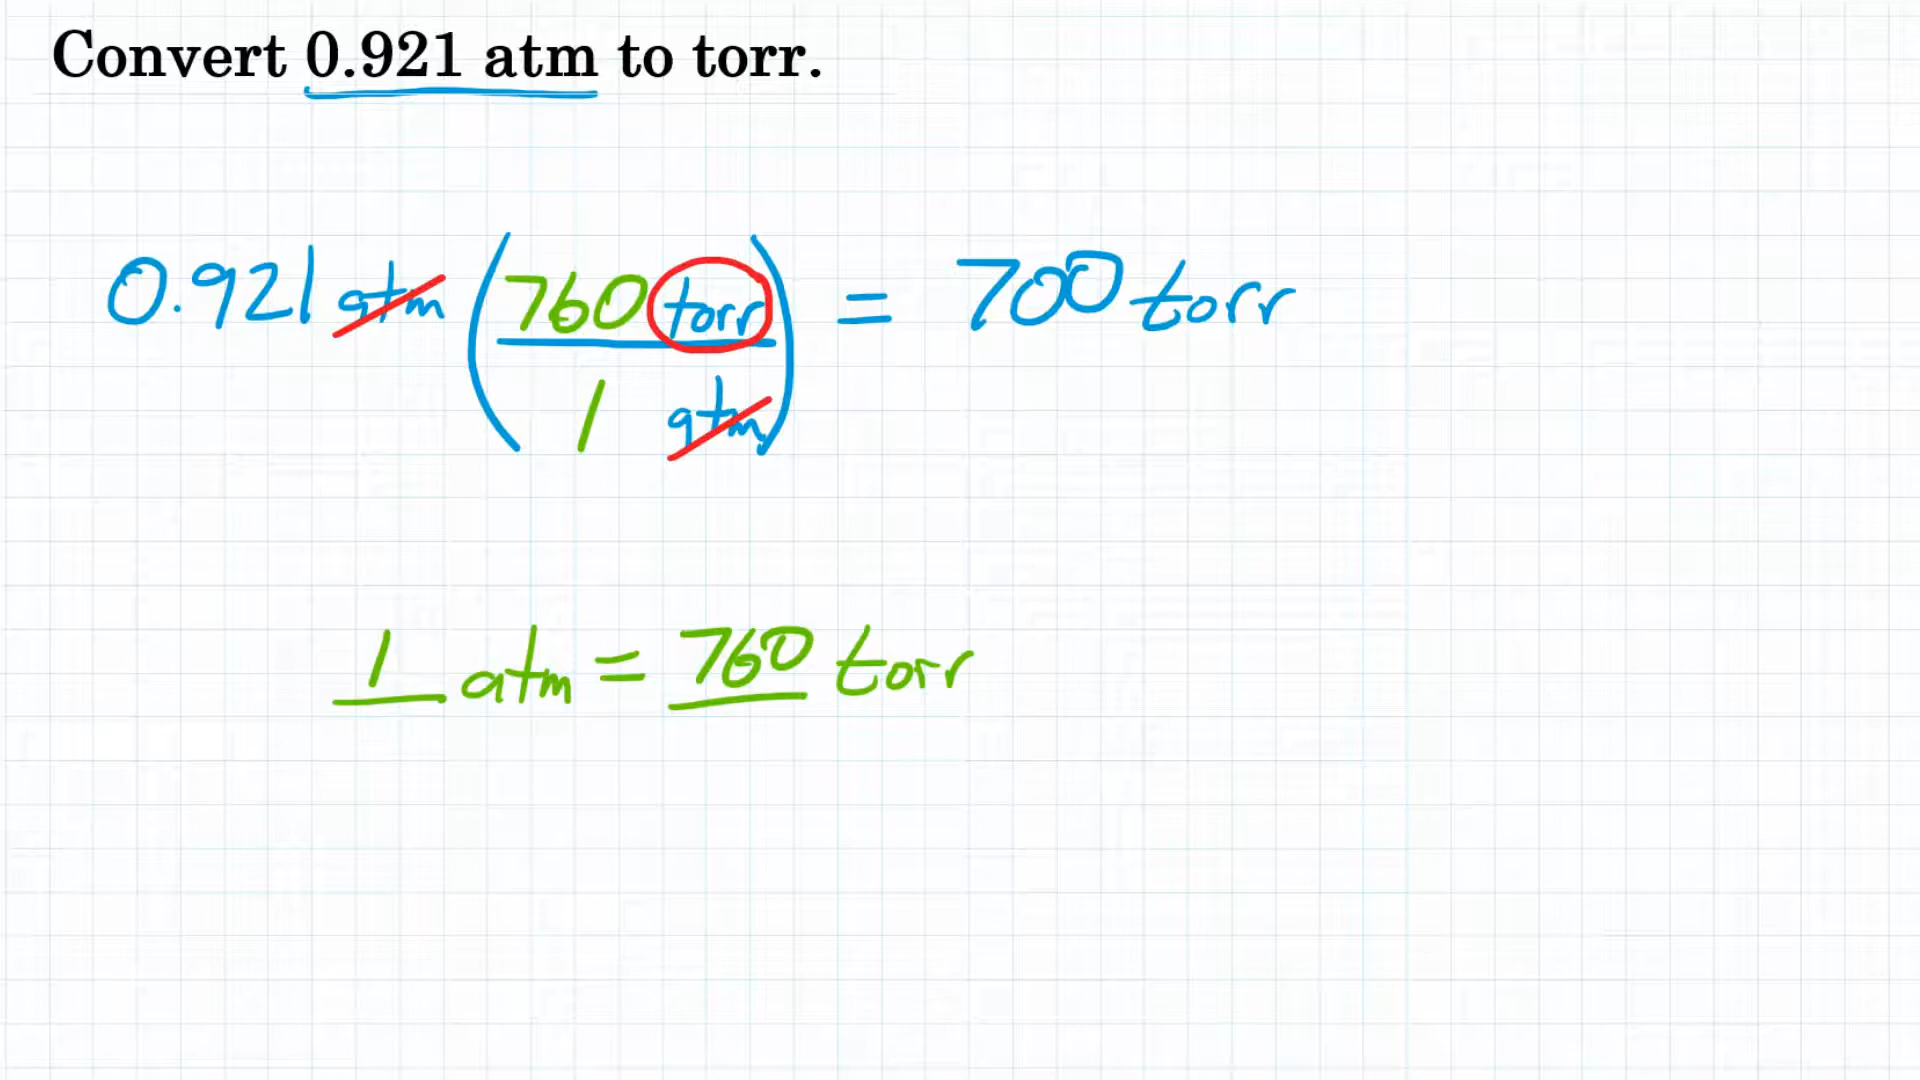 Convert 0.921 atm to torr.
0.921 atm (760 torr / 1 atm) = 700 torr
1 atm = 760 torr